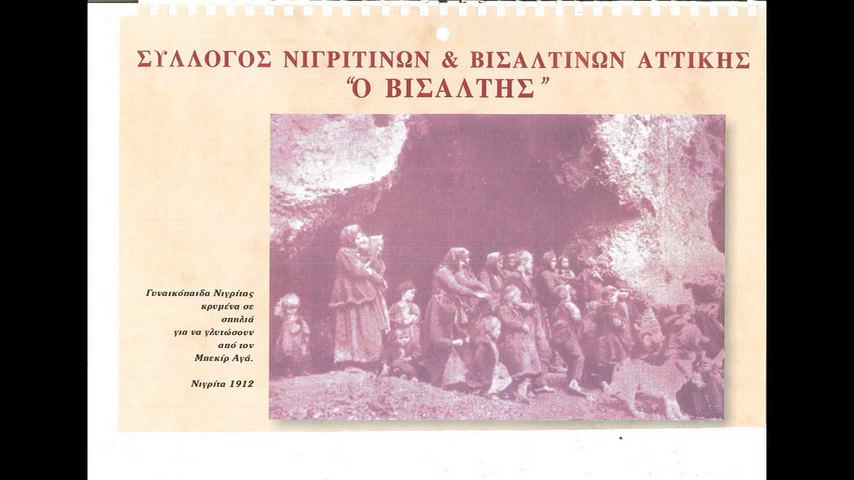 ΣΥΛΛΟΓΟΣ ΝΙΓΡΙΤΙΝΩΝ & ΒΙΣΑΛΤΙΝΩΝ ΑΤΤΙΚΗΣ
“Ο ΒΙΣΑΛΤΗΣ”
Γυναικόπαιδα Νιγρίτας
κρυμένα σε
σπηλιά
για να γλυτώσουν
από τον
Μπεκίρ Αγά.
Νιγρίτα 1912